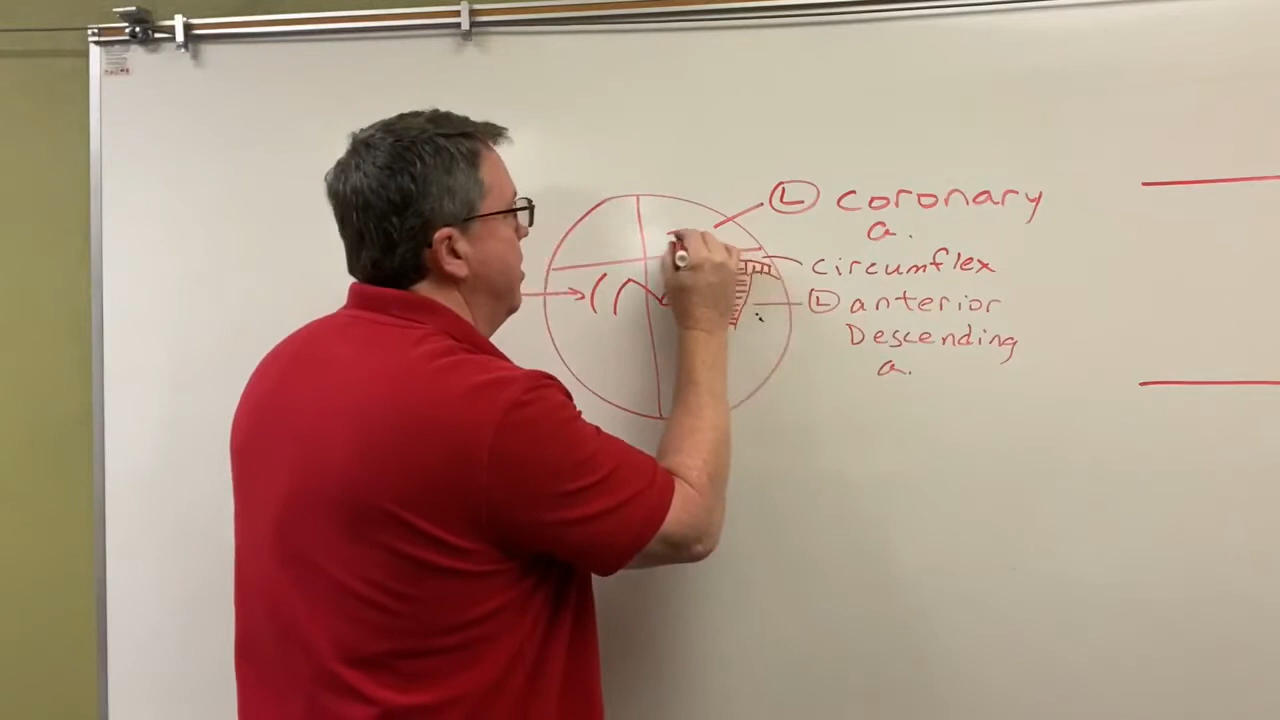 L coronary
a.
circumflex
L anterior
Descending
a.